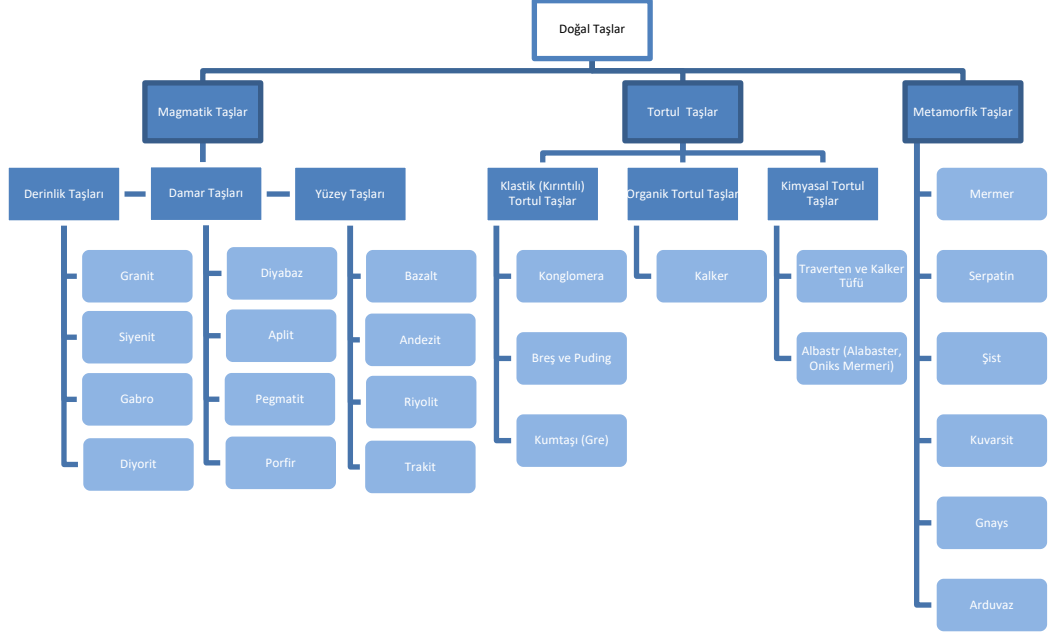 Doğal Taşlar
Magmatik Taşlar
Tortul Taşlar
Metamorfik Taşlar
Derinlik Taşları
Damar Taşları
Yüzey Taşları
Klastik (Kırıntılı)
Tortul Taşlar
Organik Tortul Taşlar
Kimyasal Tortul
Taşlar
Granit
Siyenit
Gabro
Diyorit
Diyabaz
Aplit
Pegmatit
Porfir
Bazalt
Andezit
Riyolit
Trakit
Konglomera
Breş ve Puding
Kumtaşı (Gre)
Kalker
Traverten ve Kalker
Tüfü
Albastr (Alabaster,
Oniks Mermeri)
Mermer
Serpatin
Şist
Kuvarsit
Gnays
Arduvaz